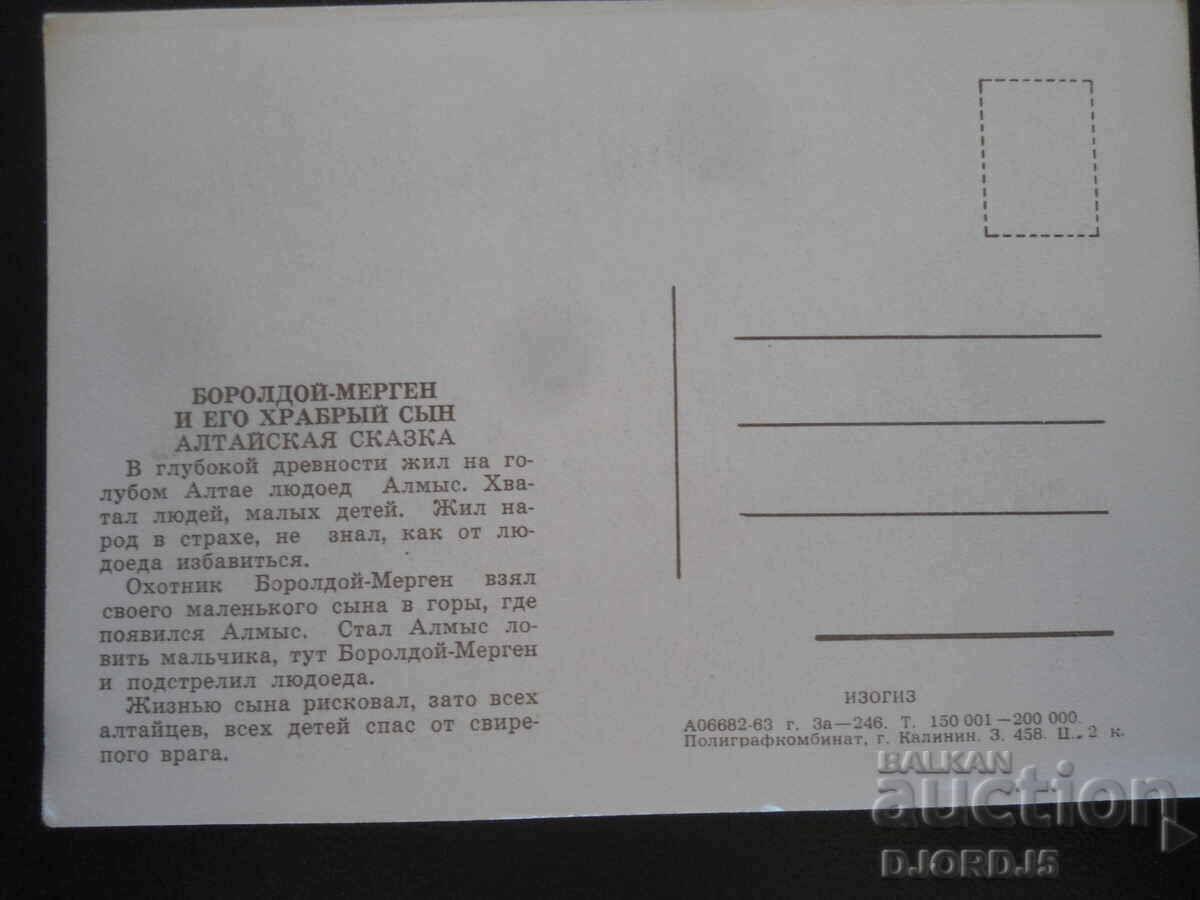 БОРОЛДОЙ-МЕРГЕН
И ЕГО ХРАБРЫЙ СЫН
АЛТАЙСКАЯ СКАЗКА
В глубокой древности жил на го-
лубом Алтае людоед Алмыс. Хва-
тал людей, малых детей. Жил на-
род в страхе, не знал, как от лю-
доеда избавиться.
Охотник Боролдой-Мерген взял
своего маленького сына в горы, где
появился Алмыс. Стал Алмыс ло-
вить мальчика, тут Боролдой-Мерген
и подстрелил людоеда.
Жизнью сына рисковал, зато всех
алтайцев, всех детей спас от свире-
пого врага.
ИЗОГИЗ
А06682-63 г. За—246. Т. 150 001—200 000.
Полиграфкомбинат, г. Калинин. З. 458. Ц. 2 к.
BALKAN
auction
DJORDJ5